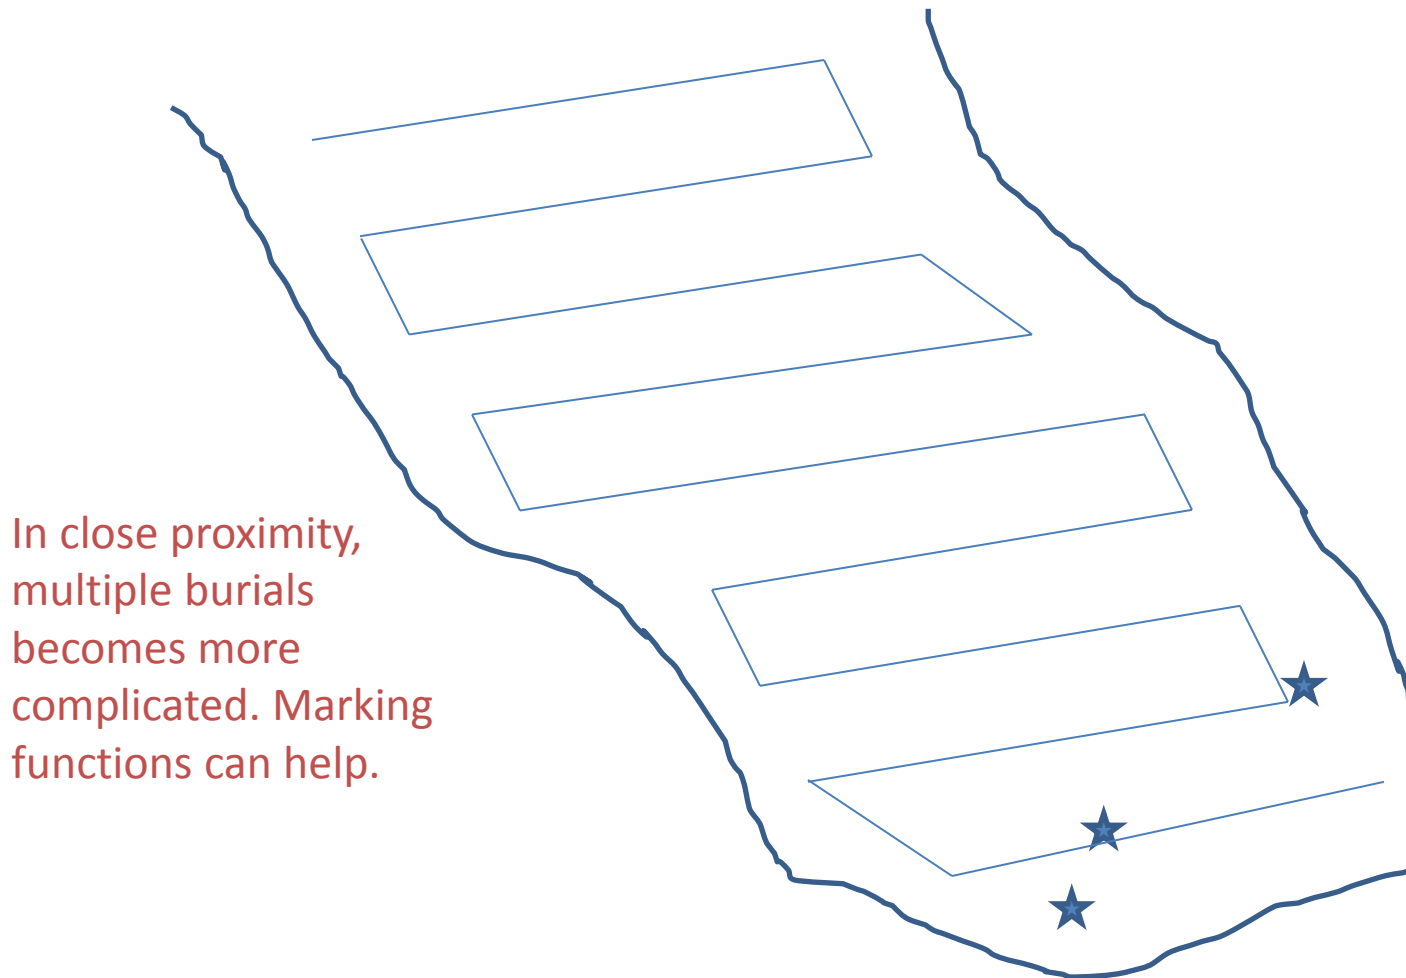 In close proximity,
multiple burials
becomes more
complicated. Marking
functions can help.